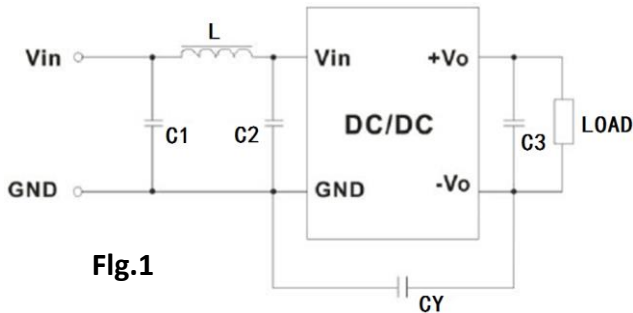 L
Vin
Vin
+Vo
C1
C2
DC/DC
C3
LOAD
GND
GND
-Vo
Flg.1
CY